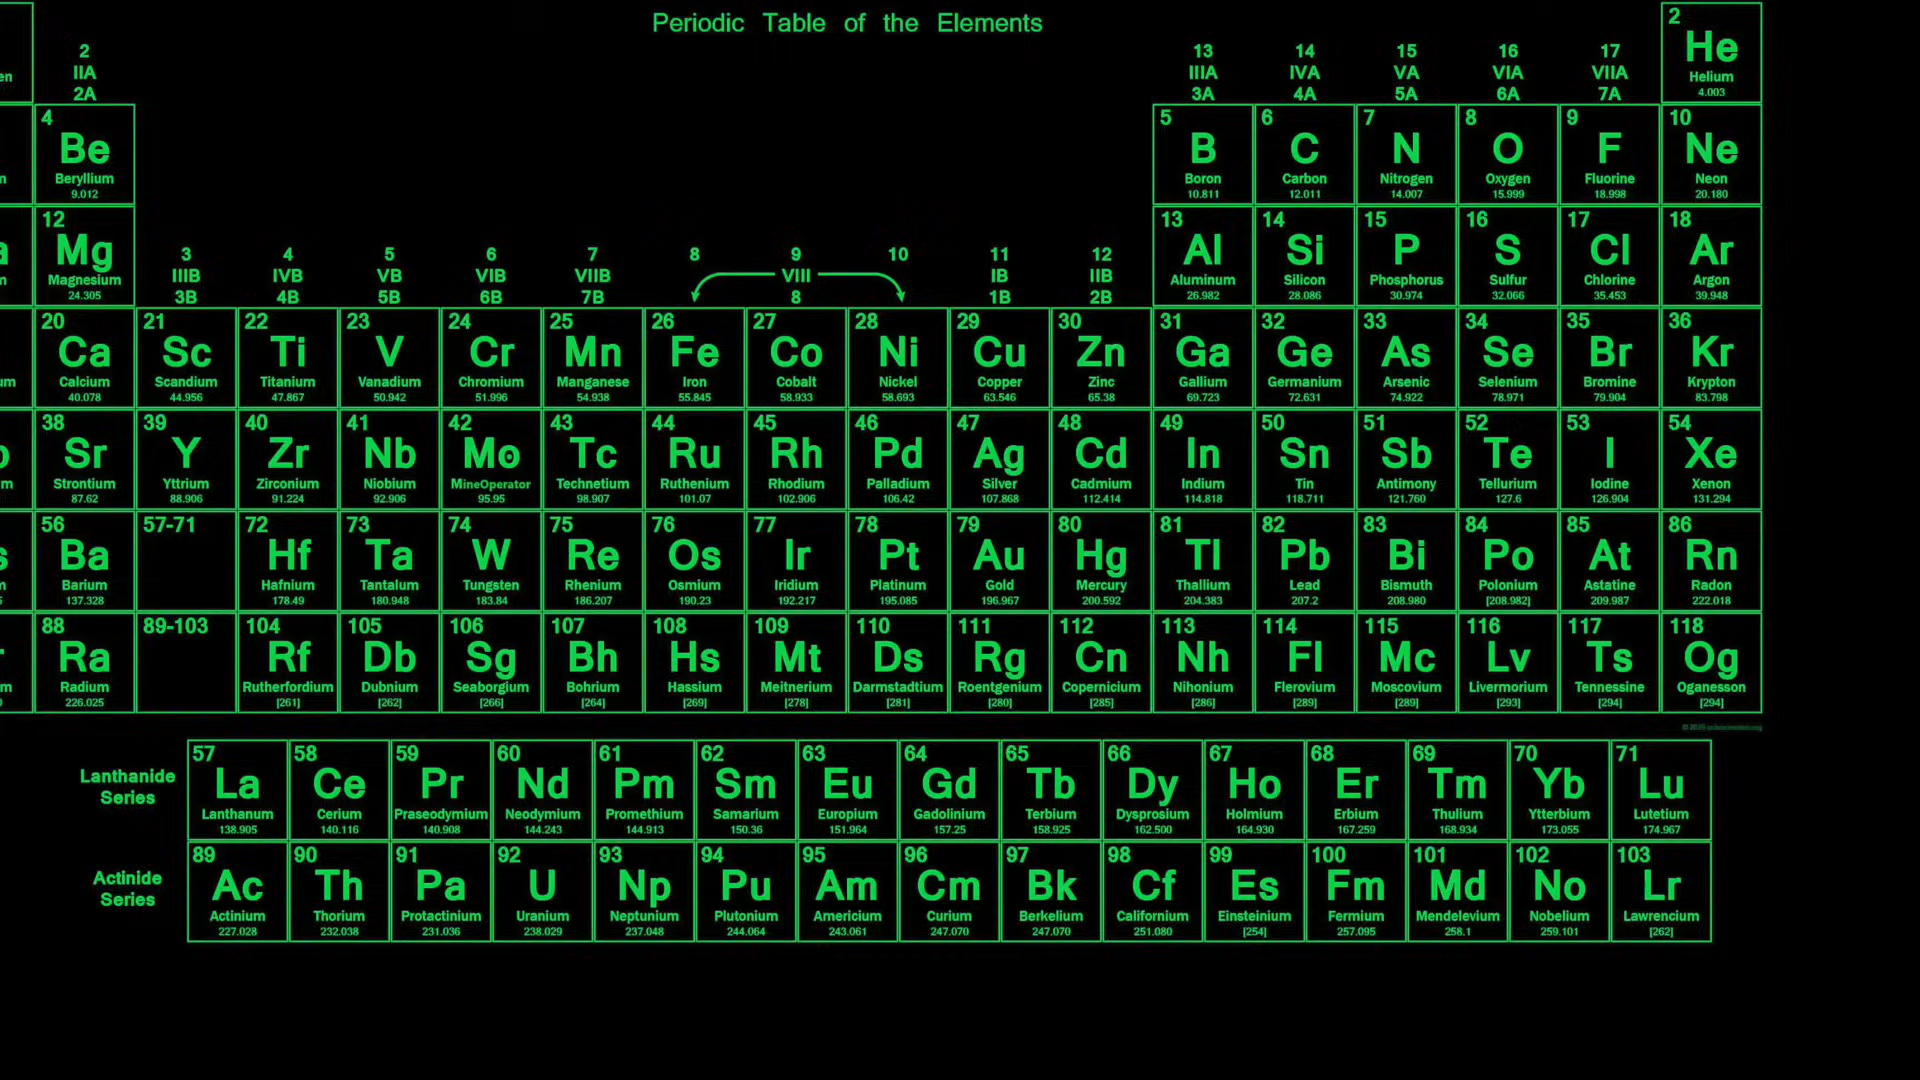 Periodic Table of the Elements
2
IIA
2A
13
IIIA
3A
14
IVA
4A
15
VA
5A
16
VIA
6A
17
VIIA
7A
2
He
Helium
4.003
4
Be
Beryllium
9.012
5
B
Boron
10.811
6
C
Carbon
12.011
7
N
Nitrogen
14.007
8
O
Oxygen
15.999
9
F
Fluorine
18.998
10
Ne
Neon
20.180
12
Mg
Magnesium
24.305
3
IIIB
3B
4
IVB
4B
5
VB
5B
6
VIB
6B
7
VIIB
7B
8
9
10
VIII
8
11
IB
1B
12
IIB
2B
13
Al
Aluminum
26.982
14
Si
Silicon
28.086
15
P
Phosphorus
30.974
16
S
Sulfur
32.066
17
Cl
Chlorine
35.453
18
Ar
Argon
39.948
20
Ca
Calcium
40.078
21
Sc
Scandium
44.956
22
Ti
Titanium
47.867
23
V
Vanadium
50.942
24
Cr
Chromium
51.996
25
Mn
Manganese
54.938
26
Fe
Iron
55.845
27
Co
Cobalt
58.933
28
Ni
Nickel
58.693
29
Cu
Copper
63.546
30
Zn
Zinc
65.38
31
Ga
Gallium
69.723
32
Ge
Germanium
72.631
33
As
Arsenic
74.922
34
Se
Selenium
78.971
35
Br
Bromine
79.904
36
Kr
Krypton
83.798
38
Sr
Strontium
87.62
39
Y
Yttrium
88.906
40
Zr
Zirconium
91.224
41
Nb
Niobium
92.906
42
Mo
MineOperator
95.95
43
Tc
Technetium
98.907
44
Ru
Ruthenium
101.07
45
Rh
Rhodium
102.906
46
Pd
Palladium
106.42
47
Ag
Silver
107.868
48
Cd
Cadmium
112.414
49
In
Indium
114.818
50
Sn
Tin
118.711
51
Sb
Antimony
121.760
52
Te
Tellurium
127.6
53
I
Iodine
126.904
54
Xe
Xenon
131.294
56
Ba
Barium
137.328
57-71
72
Hf
Hafnium
178.49
73
Ta
Tantalum
180.948
74
W
Tungsten
183.84
75
Re
Rhenium
186.207
76
Os
Osmium
190.23
77
Ir
Iridium
192.217
78
Pt
Platinum
195.085
79
Au
Gold
196.967
80
Hg
Mercury
200.592
81
Tl
Thallium
204.383
82
Pb
Lead
207.2
83
Bi
Bismuth
208.980
84
Po
Polonium
[208.982]
85
At
Astatine
209.987
86
Rn
Radon
222.018
88
Ra
Radium
226.025
89-103
104
Rf
Rutherfordium
[261]
105
Db
Dubnium
[262]
106
Sg
Seaborgium
[266]
107
Bh
Bohrium
[264]
108
Hs
Hassium
[269]
109
Mt
Meitnerium
[278]
110
Ds
Darmstadtium
[281]
111
Rg
Roentgenium
[280]
112
Cn
Copernicium
[285]
113
Nh
Nihonium
[286]
114
Fl
Flerovium
[289]
115
Mc
Moscovium
[289]
116
Lv
Livermorium
[293]
117
Ts
Tennessine
[294]
118
Og
Oganesson
[294]
Lanthanide
Series
57
La
Lanthanum
138.905
58
Ce
Cerium
140.116
59
Pr
Praseodymium
140.908
60
Nd
Neodymium
144.243
61
Pm
Promethium
144.913
62
Sm
Samarium
150.36
63
Eu
Europium
151.964
64
Gd
Gadolinium
157.25
65
Tb
Terbium
158.925
66
Dy
Dysprosium
162.500
67
Ho
Holmium
164.930
68
Er
Erbium
167.259
69
Tm
Thulium
168.934
70
Yb
Ytterbium
173.055
71
Lu
Lutetium
174.967
Actinide
Series
89
Ac
Actinium
227.028
90
Th
Thorium
232.038
91
Pa
Protactinium
231.036
92
U
Uranium
238.029
93
Np
Neptunium
237.048
94
Pu
Plutonium
244.064
95
Am
Americium
243.061
96
Cm
Curium
247.070
97
Bk
Berkelium
247.070
98
Cf
Californium
251.080
99
Es
Einsteinium
[254]
100
Fm
Fermium
257.095
101
Md
Mendelevium
258.1
102
No
Nobelium
259.101
103
Lr
Lawrencium
[262]